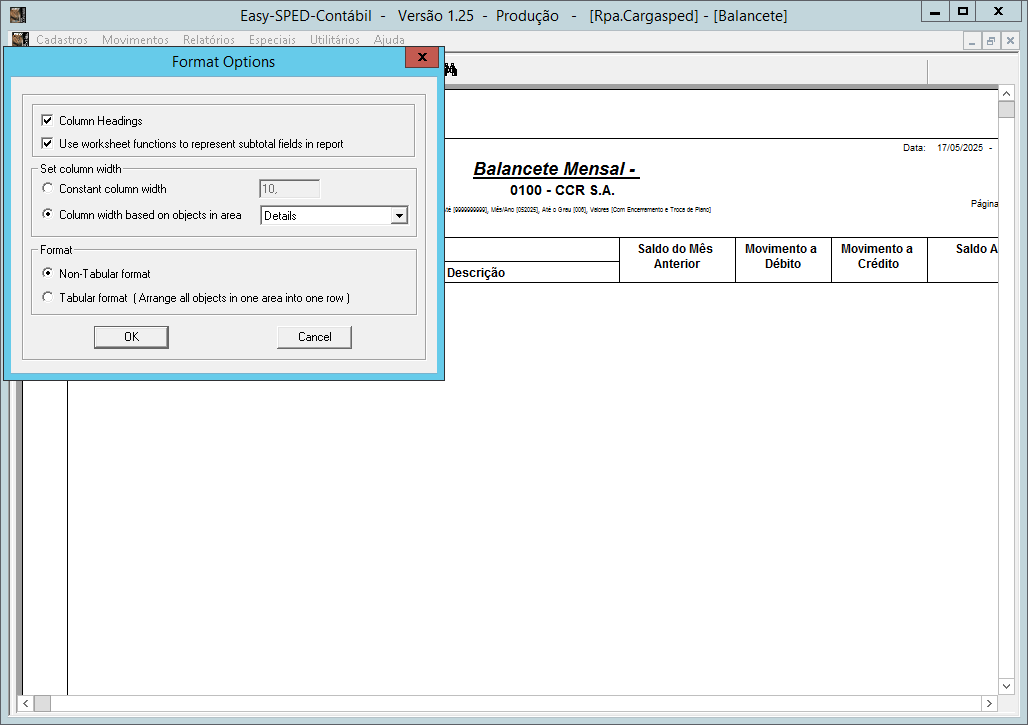 Easy-SPED-Contábil - Versão 1.25 - Produção - [Rpa.Cargasped] - [Balancete]
Cadastros Movimentos Relatórios Especiais Utilitários Ajuda
Format Options
Column Headings
Use worksheet functions to represent subtotal fields in report
Set column width
Constant column width 10,
Column width based on objects in area Details
Format
Non-Tabular format
Tabular format ( Arrange all objects in one area into one row )
OK Cancel
Data: 17/05/2025 -
Balancete Mensal -
0100 - CCR S.A.
[9999999999], Mês/Ano [052025], Até o Grau [006], Valores [Com Encerramento e Troca de Plano]
Página
Descrição
Saldo do Mês
Anterior
Movimento a
Débito
Movimento a
Crédito
Saldo A